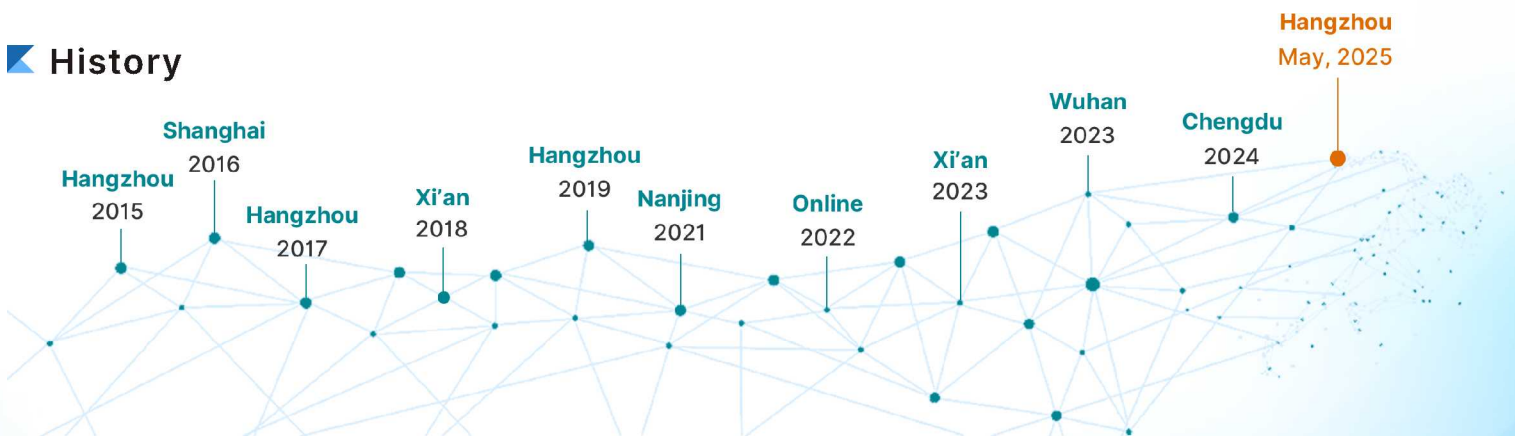 History
Hangzhou
2015
Shanghai
2016
Hangzhou
2017
Xi’an
2018
Hangzhou
2019
Nanjing
2021
Online
2022
Xi’an
2023
Wuhan
2023
Chengdu
2024
Hangzhou
May, 2025